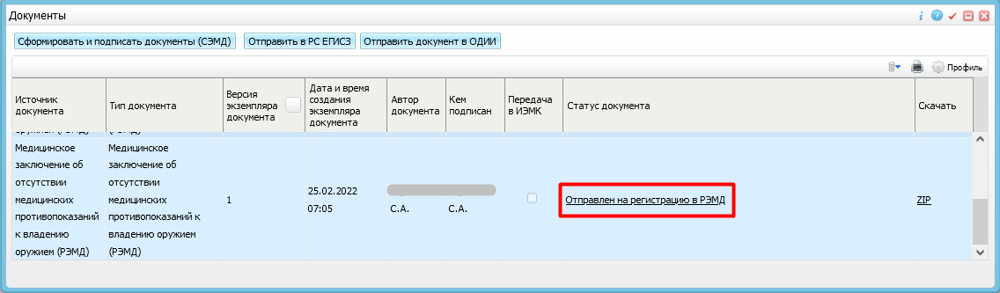 Документы
Сформировать и подписать документы (СЭМД) Отправить в РС ЕГИСЗ Отправить документ в ОДИИ
Профиль
Источник
документа
Тип документа
Версия
экземпляра
документа
Дата и время
создания
экземпляра
документа
Автор
документа
Кем
подписан
Передача
в ИЭМК
Статус документа
Скачать
Медицинское
заключение об
отсутствии
медицинских
противопоказаний
к владению
оружием (РЭМД)
Медицинское
заключение об
отсутствии
медицинских
противопоказаний к
владению оружием
(РЭМД)
1
25.02.2022
07:05
С.А.
С.А.
Отправлен на регистрацию в РЭМД
ZIP